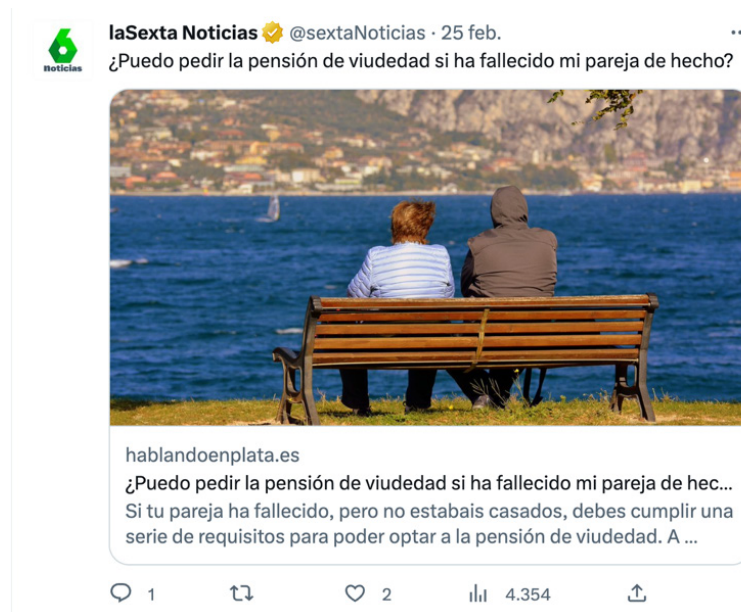 laSexta Noticias @sextaNoticias · 25 feb.
noticias
¿Puedo pedir la pensión de viudedad si ha fallecido mi pareja de hecho?
hablandoenplata.es
¿Puedo pedir la pensión de viudedad si ha fallecido mi pareja de hec...
Si tu pareja ha fallecido, pero no estabais casados, debes cumplir una
serie de requisitos para poder optar a la pensión de viudedad. A ...
1 2 4.354